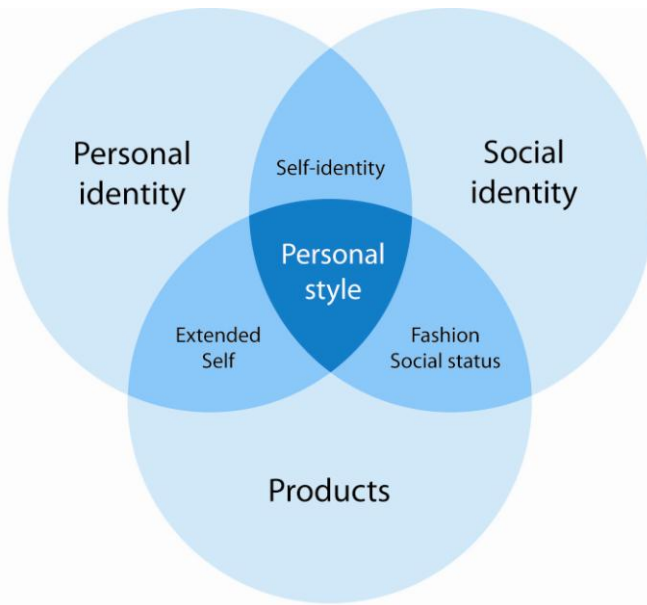 Personal
identity
Social
identity
Self-identity
Personal
style
Extended
Self
Fashion
Social status
Products